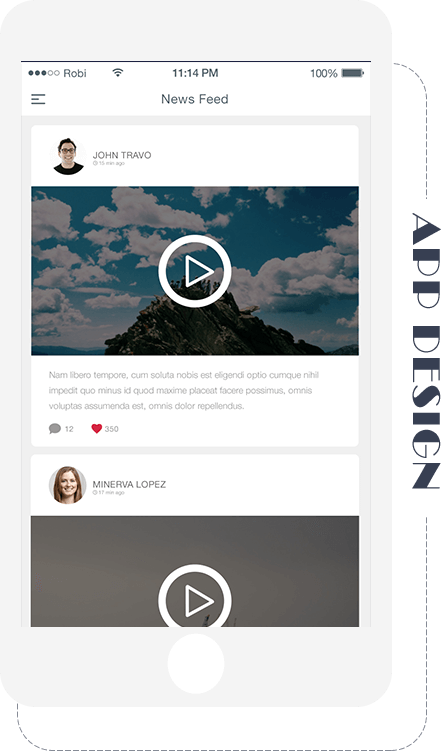 Robi 11:14 PM 100%
News Feed
JOHN TRAVO
15 min ago
Nam libero tempore, cum soluta nobis est eligendi optio cumque nihil
impedit quo minus id quod maxime placeat facere possimus, omnis
voluptas assumenda est, omnis dolor repellendus.
12 350
MINERVA LOPEZ
17 min ago
APP DESIGN